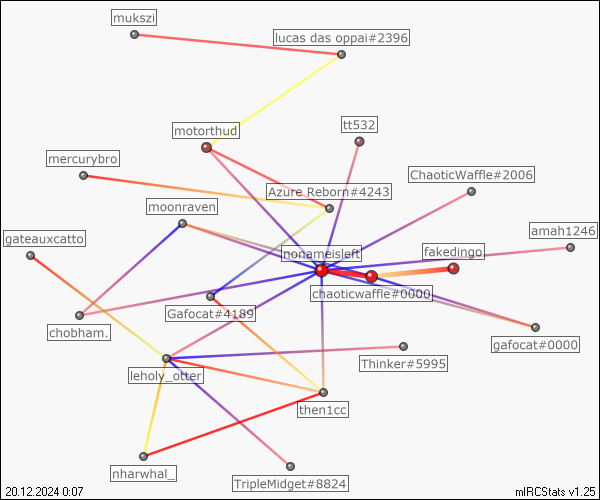 mukszi
lucas das oppai#2396
motorthud
tt532
mercurybro
ChaoticWaffle#2006
Azure Reborn#4243
moonraven
amah1246
gateauxcatto
nonameisleft
fakedingo
chaoticwaffle#0000
Gafocat#4189
chobham.
gafocat#0000
Thinker#5995
leholy_otter
then1cc
nharwhal_
TripleMidget#8824
20.12.2024 0:07
mIRCStats v1.25